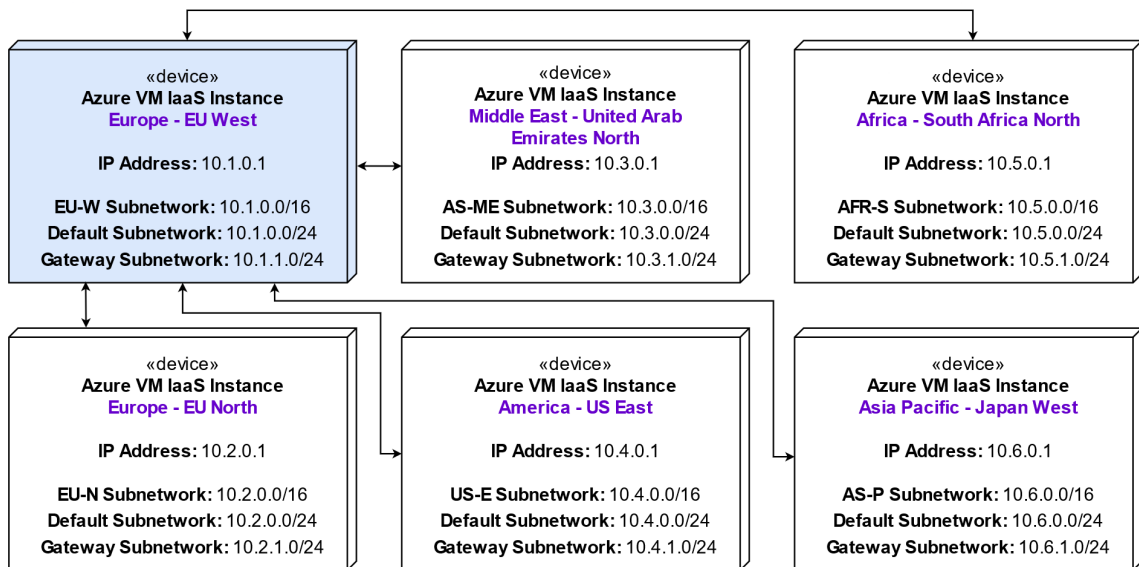 «device»
Azure VM IaaS Instance
Europe - EU West
IP Address: 10.1.0.1
EU-W Subnetwork: 10.1.0.0/16
Default Subnetwork: 10.1.0.0/24
Gateway Subnetwork: 10.1.1.0/24
«device»
Azure VM IaaS Instance
Middle East - United Arab
Emirates North
IP Address: 10.3.0.1
AS-ME Subnetwork: 10.3.0.0/16
Default Subnetwork: 10.3.0.0/24
Gateway Subnetwork: 10.3.1.0/24
«device»
Azure VM IaaS Instance
Africa - South Africa North
IP Address: 10.5.0.1
AFR-S Subnetwork: 10.5.0.0/16
Default Subnetwork: 10.5.0.0/24
Gateway Subnetwork: 10.5.1.0/24
«device»
Azure VM IaaS Instance
Europe - EU North
IP Address: 10.2.0.1
EU-N Subnetwork: 10.2.0.0/16
Default Subnetwork: 10.2.0.0/24
Gateway Subnetwork: 10.2.1.0/24
«device»
Azure VM IaaS Instance
America - US East
IP Address: 10.4.0.1
US-E Subnetwork: 10.4.0.0/16
Default Subnetwork: 10.4.0.0/24
Gateway Subnetwork: 10.4.1.0/24
«device»
Azure VM IaaS Instance
Asia Pacific - Japan West
IP Address: 10.6.0.1
AS-P Subnetwork: 10.6.0.0/16
Default Subnetwork: 10.6.0.0/24
Gateway Subnetwork: 10.6.1.0/24